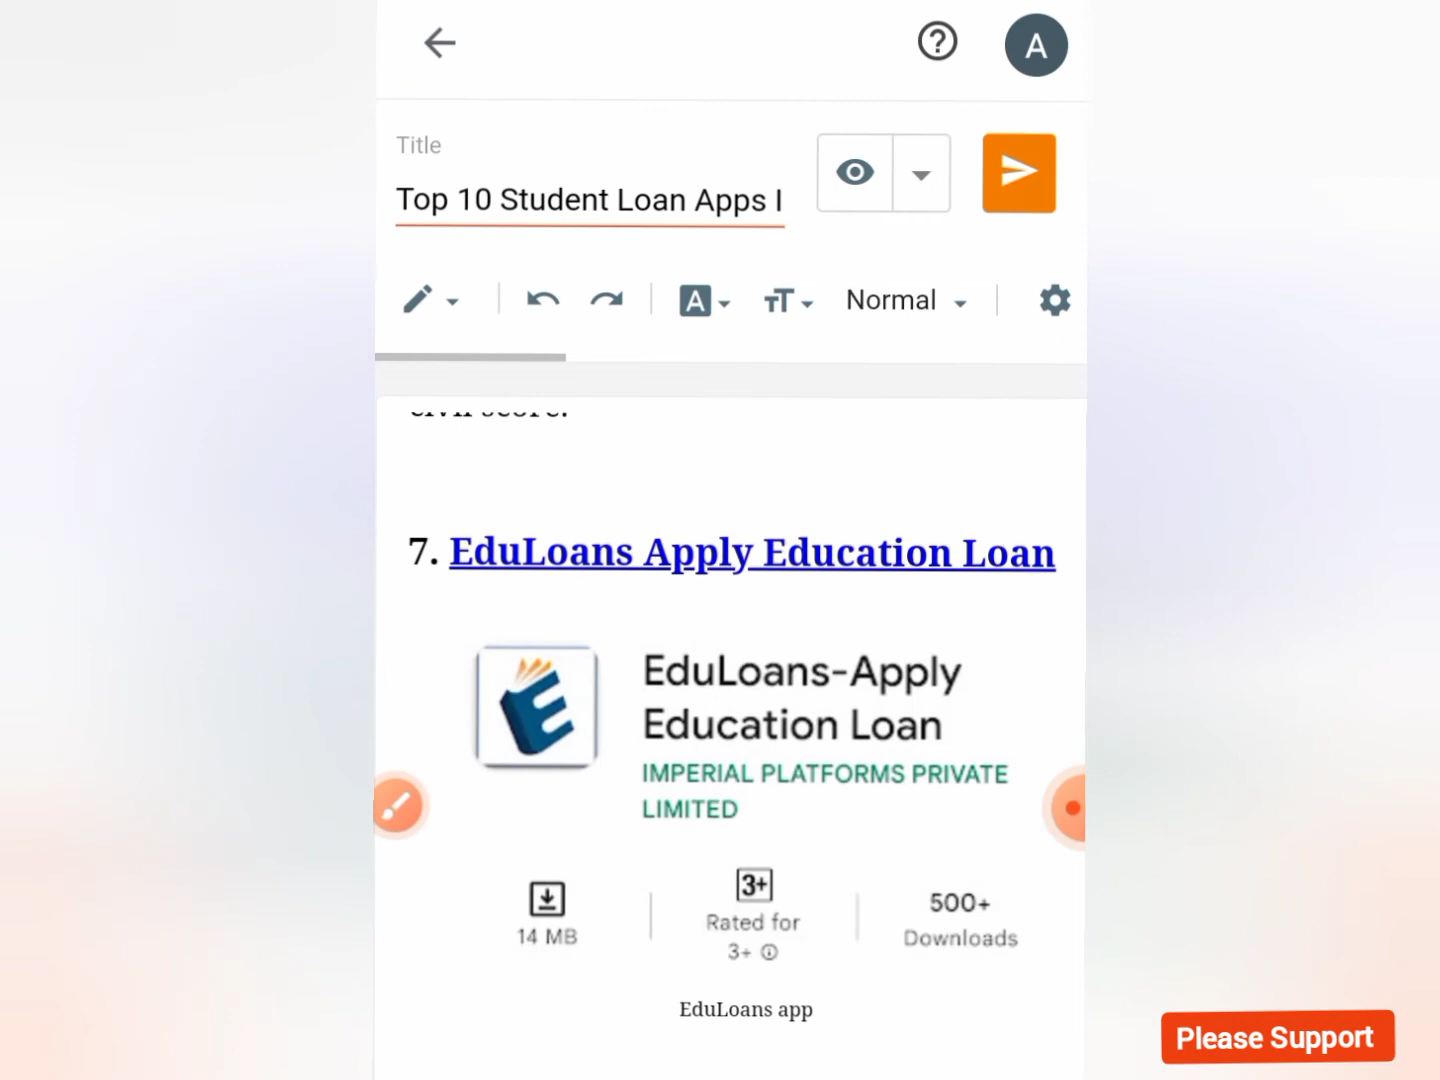 A
Title
Top 10 Student Loan Apps I
A
Normal
7. EduLoans Apply Education Loan
EduLoans-Apply
Education Loan
IMPERIAL PLATFORMS PRIVATE
LIMITED
14 MB
3+
Rated for
3+
500+
Downloads
EduLoans app
Please Support